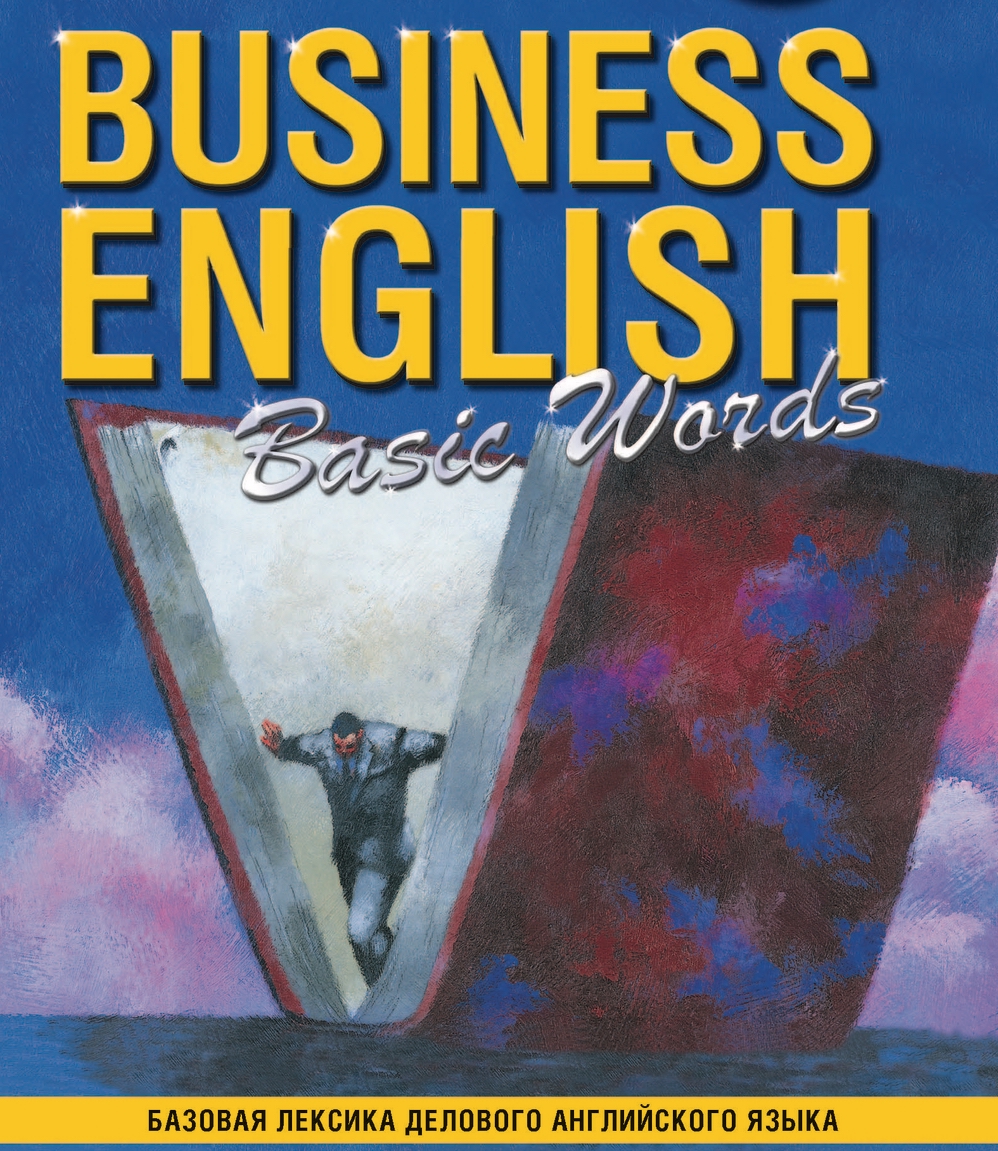 BUSINESS
ENGLISH
Basic Words
БАЗОВАЯ ЛЕКСИКА ДЕЛОВОГО АНГЛИЙСКОГО ЯЗЫКА